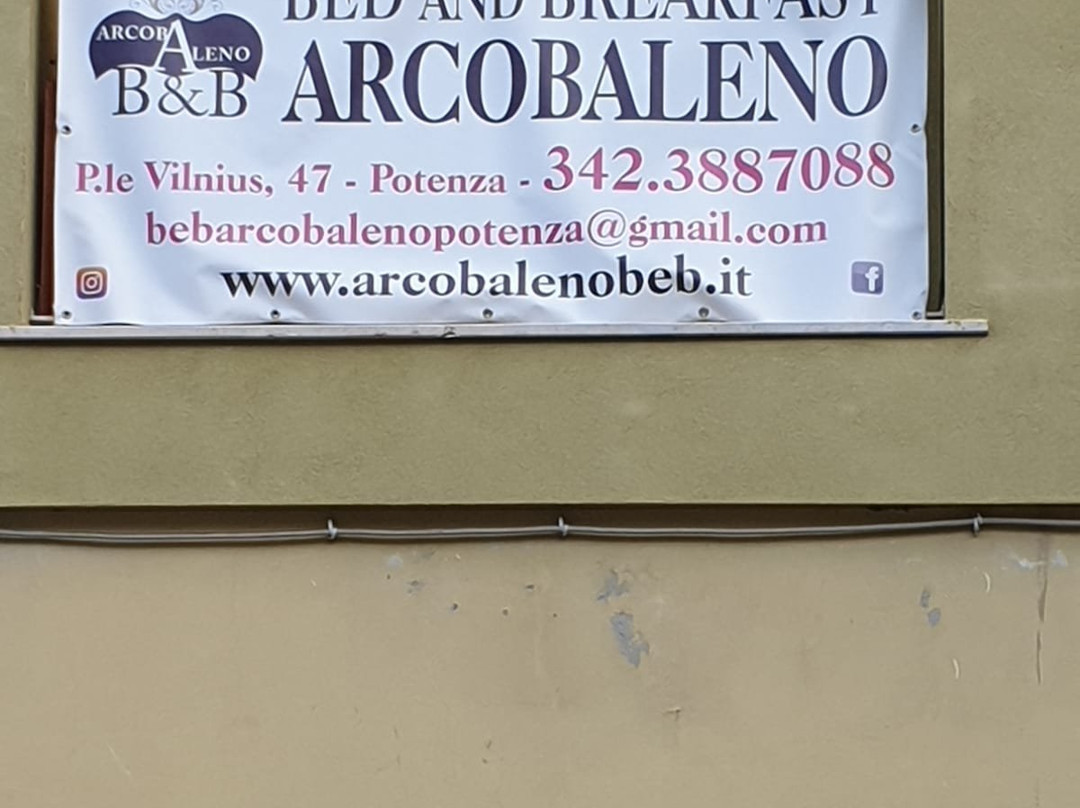 BED AND BREAKFAST
ARCOBALENO
B&B
ARCOBALENO
P.le Vilnius, 47 - Potenza - 342.3887088
bebarcobalenopotenza@gmail.com
www.arcobalenobeb.it